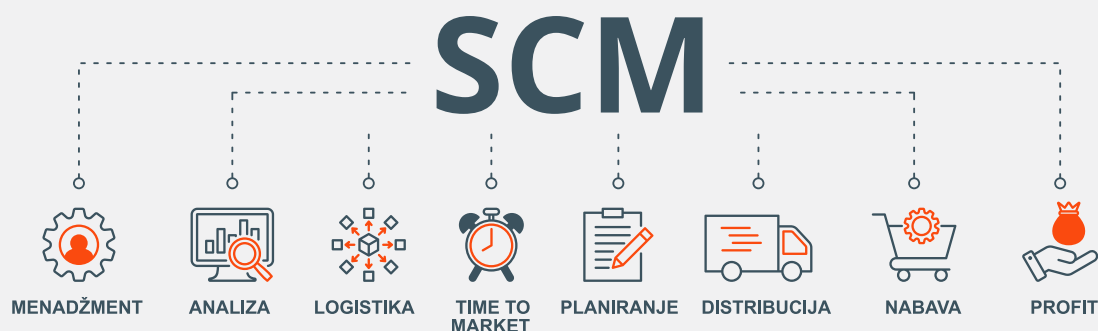 SCM
MENADŽMENT
ANALIZA
LOGISTIKA
TIME TO
MARKET
PLANIRANJE
DISTRIBUCIJA
NABAVA
PROFIT